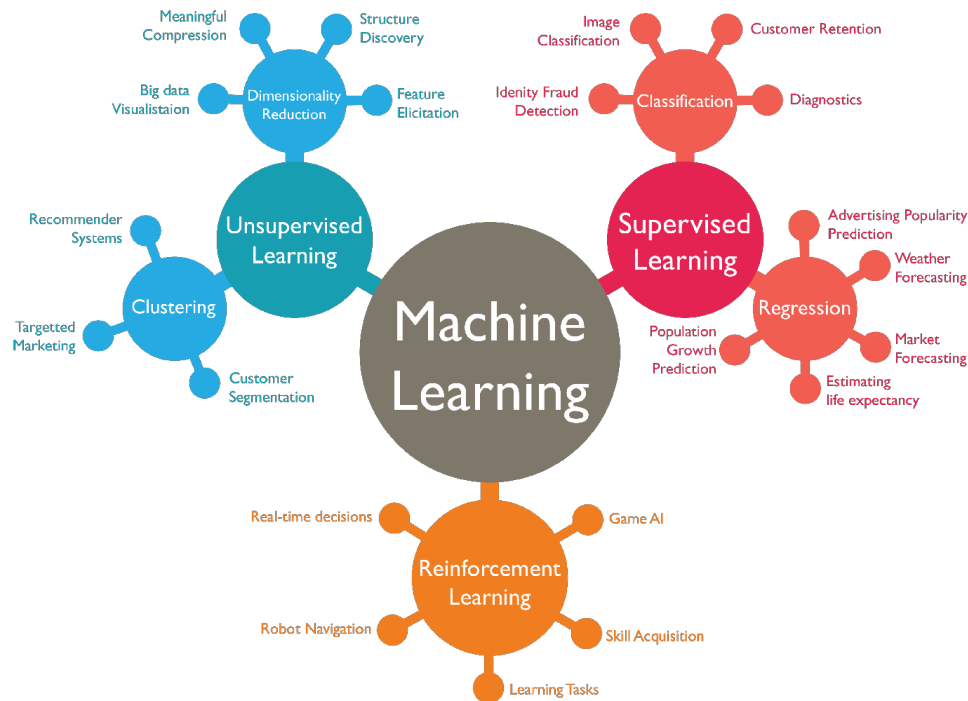 Meaningful
Compression
Structure
Discovery
Big data
Visualistaion
Dimensionality
Reduction
Feature
Elicitation
Image
Classification
Customer Retention
Idenity Fraud
Detection
Classification
Diagnostics
Recommender
Systems
Unsupervised
Learning
Clustering
Targetted
Marketing
Customer
Segmentation
Machine
Learning
Supervised
Learning
Advertising Popularity
Prediction
Weather
Forecasting
Regression
Population
Growth
Prediction
Market
Forecasting
Estimating
life expectancy
Real-time decisions
Game AI
Reinforcement
Learning
Robot Navigation
Skill Acquisition
Learning Tasks